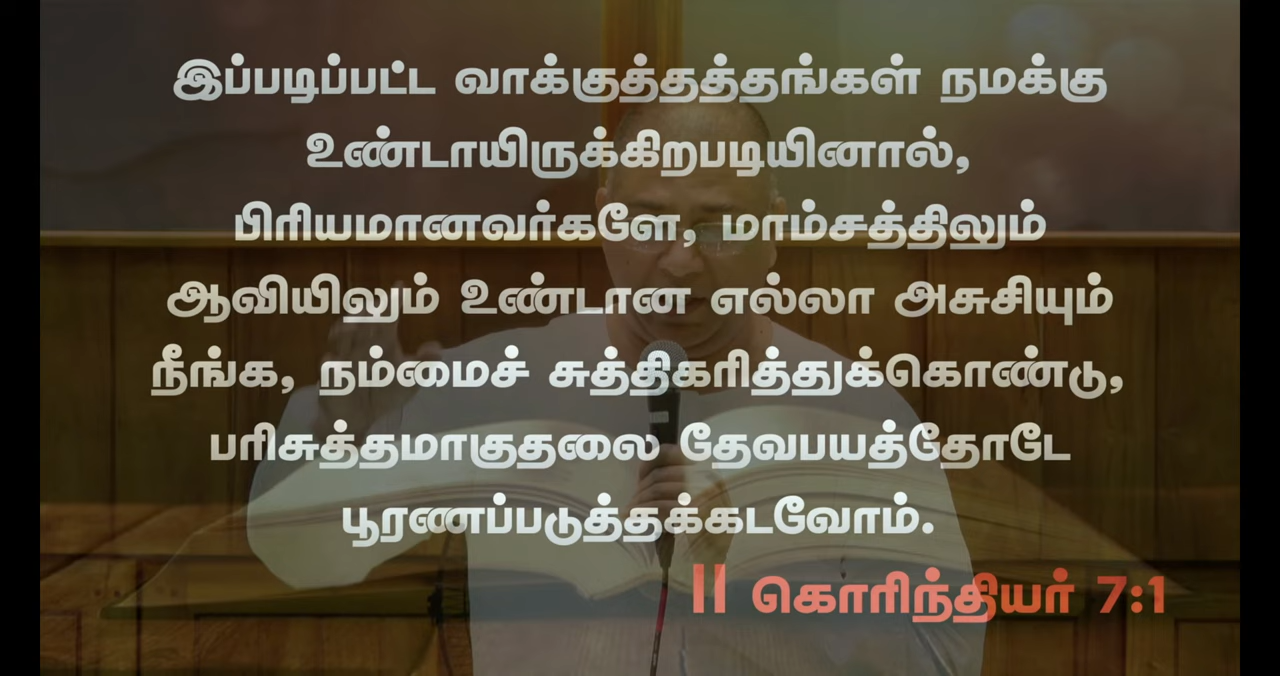 இப்படிப்பட்ட வாக்குத்தத்தங்கள் நமக்கு
உண்டாயிருக்கிறபடியினால்,
பிரியமானவர்களே, மாம்சத்திலும்
ஆவியிலும் உண்டான எல்லா அசுசியும்
நீங்க, நம்மைச் சுத்திகரித்துக்கொண்டு,
பரிசுத்தமாகுதலை தேவபயத்தோடே
பூரணப்படுத்தக்கடவோம்.
II கொரிந்தியர் 7:1